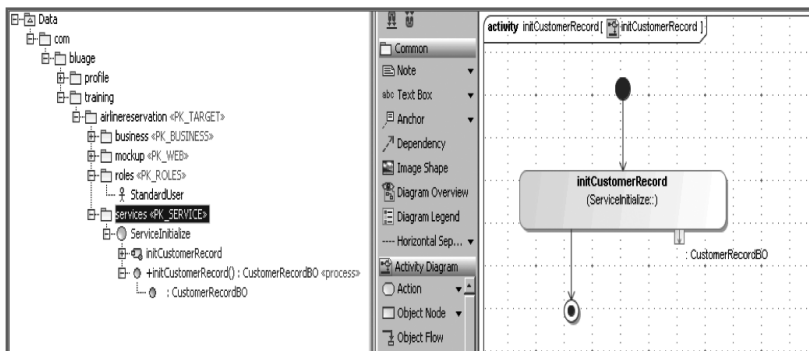 Data
com
bluage
profile
training
airlinereservation «PK_TARGET»
business «PK_BUSINESS»
mockup «PK_WEB»
roles «PK_ROLES»
StandardUser
services «PK_SERVICE»
ServiceInitialize
initCustomerRecord
+initCustomerRecord() : CustomerRecordBO «process»
: CustomerRecordBO
Common
Note
abc Text Box
Anchor
Dependency
Image Shape
Diagram Overview
Diagram Legend
Horizontal Sep...
Activity Diagram
Action
Object Node
Object Flow
activity initCustomerRecord [ initCustomerRecord ]
initCustomerRecord
(ServiceInitialize::)
: CustomerRecordBO